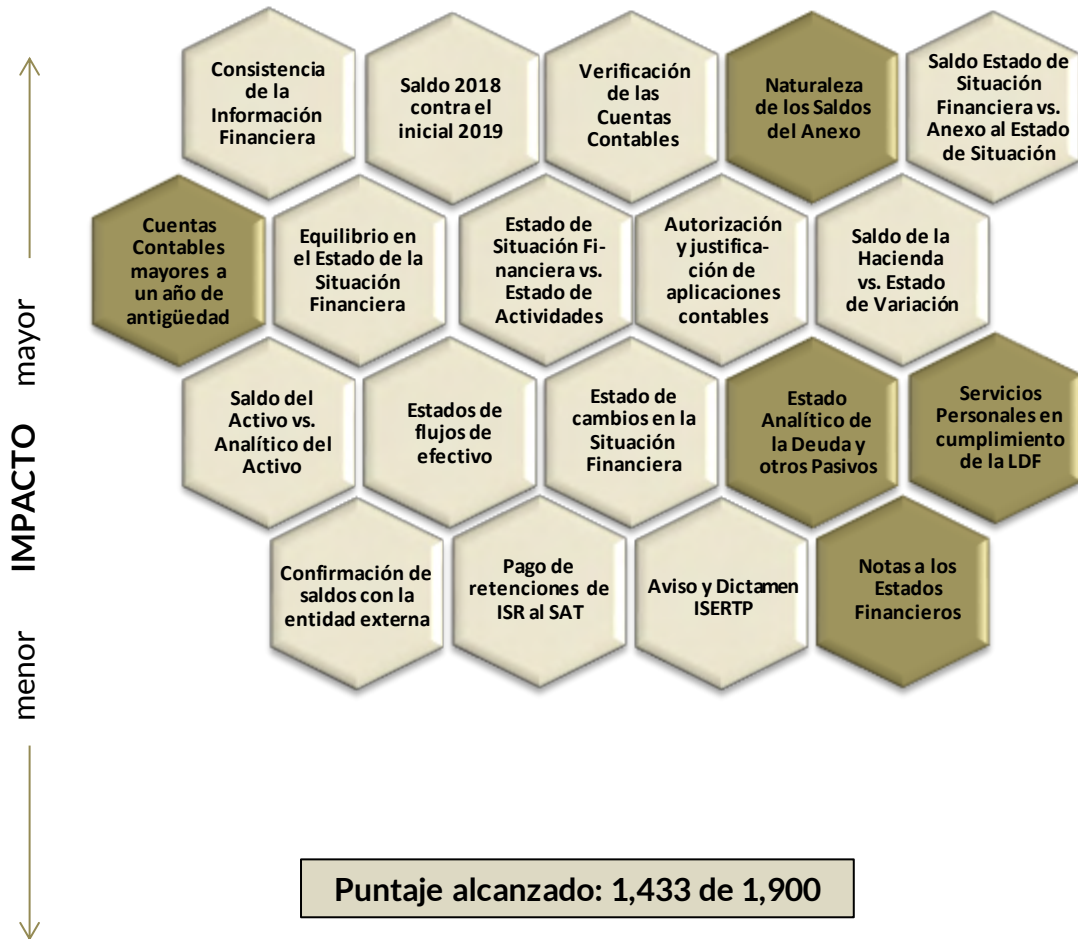 Consistencia
de la
Información
Financiera
Saldo 2018
contra el
inicial 2019
Verificación
de las
Cuentas
Contables
Naturaleza
de los Saldos
del Anexo
Saldo Estado de
Situación
Financiera vs.
Anexo al Estado
de Situación
Cuentas
Contables
mayores a
un año de
antigüedad
Equilibrio en
el Estado de la
Situación
Financiera
Estado de
Situación Fi-
nanciera vs.
Estado de
Actividades
Autorización
y justifica-
ción de
aplicaciones
contables
Saldo de la
Hacienda
vs. Estado
de Variación
Saldo del
Activo vs.
Analítico del
Activo
Estados de
flujos de
efectivo
Estado de
cambios en la
Situación
Financiera
Estado
Analítico de
la Deuda y
otros Pasivos
Servicios
Personales en
cumplimiento
de la LDF
Confirmación de
saldos con la
entidad externa
Pago de
retenciones de
ISR al SAT
Aviso y Dictamen
ISERTP
Notas a los
Estados
Financieros
menor IMPACTO mayor
Puntaje alcanzado: 1,433 de 1,900